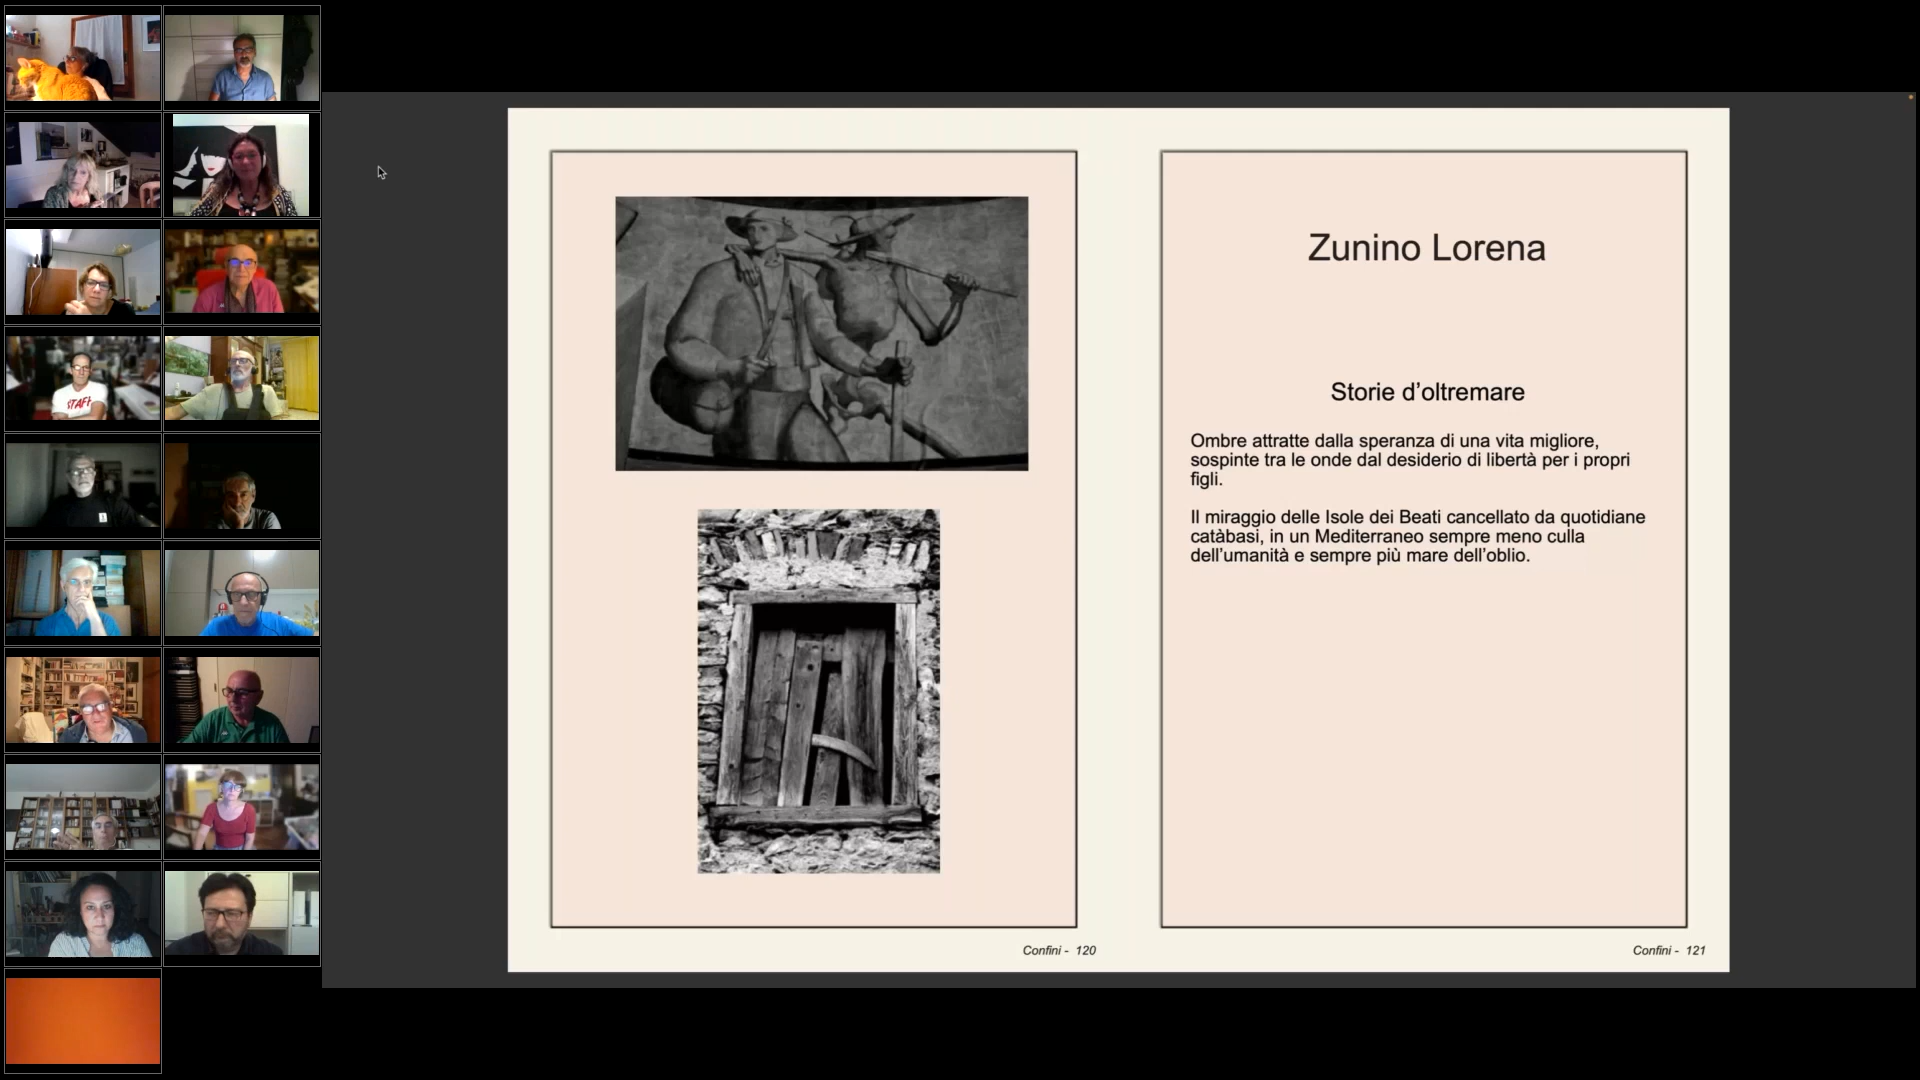 STAFF
Zunino Lorena
Storie d’oltremare
Ombre attratte dalla speranza di una vita migliore,
sospinte tra le onde dal desiderio di libertà per i propri
figli.
Il miraggio delle Isole dei Beati cancellato da quotidiane
catàbasi, in un Mediterraneo sempre meno culla
dell’umanità e sempre più mare dell’oblio.
Confini - 120
Confini - 121